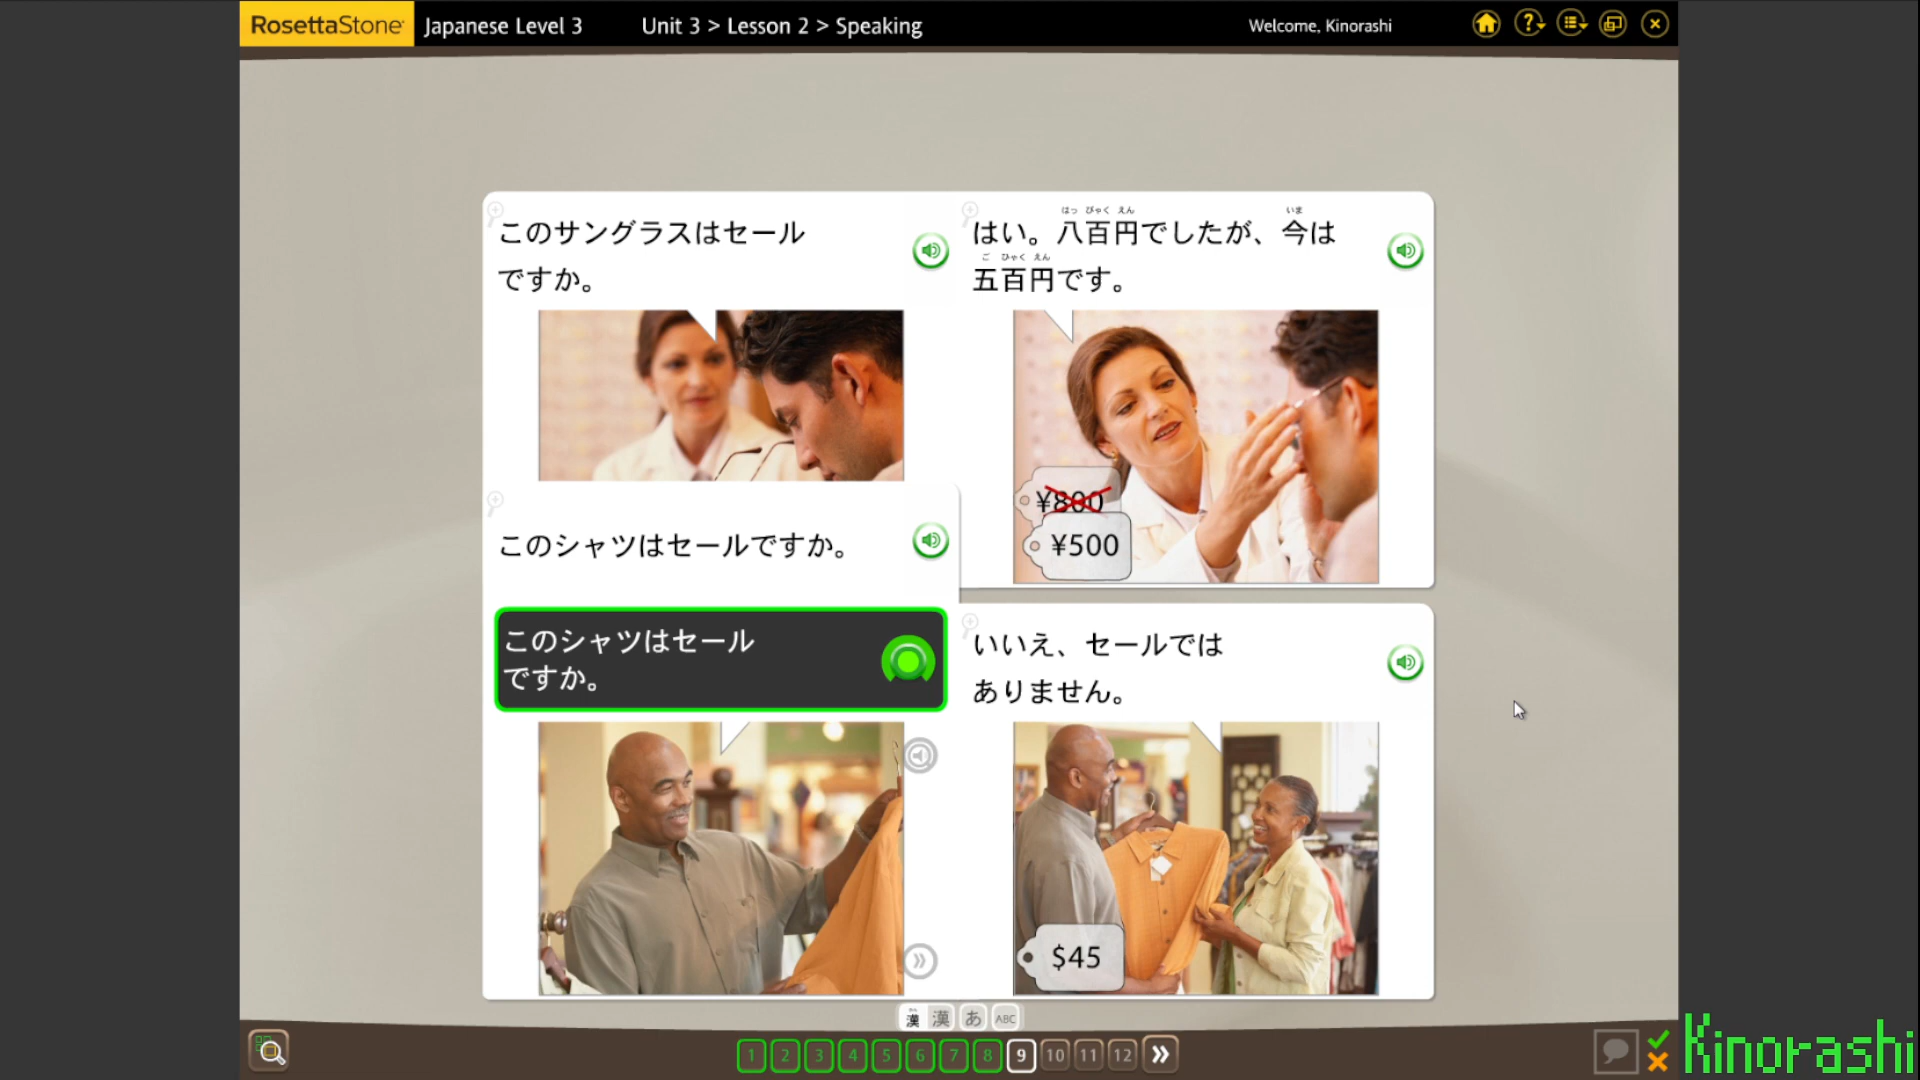 RosettaStone
Japanese Level 3
Unit 3 > Lesson 2 > Speaking
Welcome, Kinorashi
このサングラスはセール
ですか。
はい。八百円でしたが、今は
五百円です。
はっ びゃく えん
いま
ご ひゃく えん
¥800
¥500
このシャツはセールですか。
このシャツはセール
ですか。
いいえ、セールでは
ありません。
$45
漢 漢 あ ABC
かん
1 2 3 4 5 6 7 8 9 10 11 12
Kinorashi